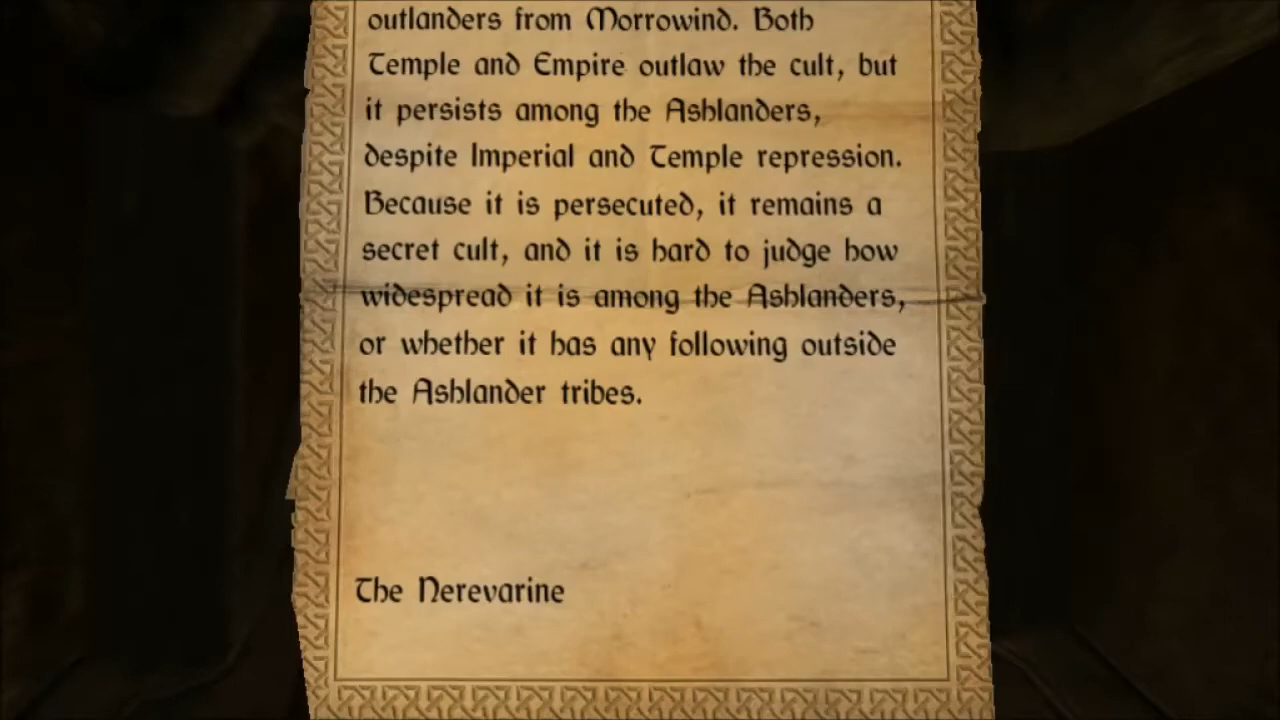 outlanders from Morrowind. Both
Temple and Empire outlaw the cult, but
it persists among the Ashlanders,
despite Imperial and Temple repression.
Because it is persecuted, it remains a
secret cult, and it is hard to judge how
widespread it is among the Ashlanders,
or whether it has any following outside
the Ashlander tribes.
The Nerevarine